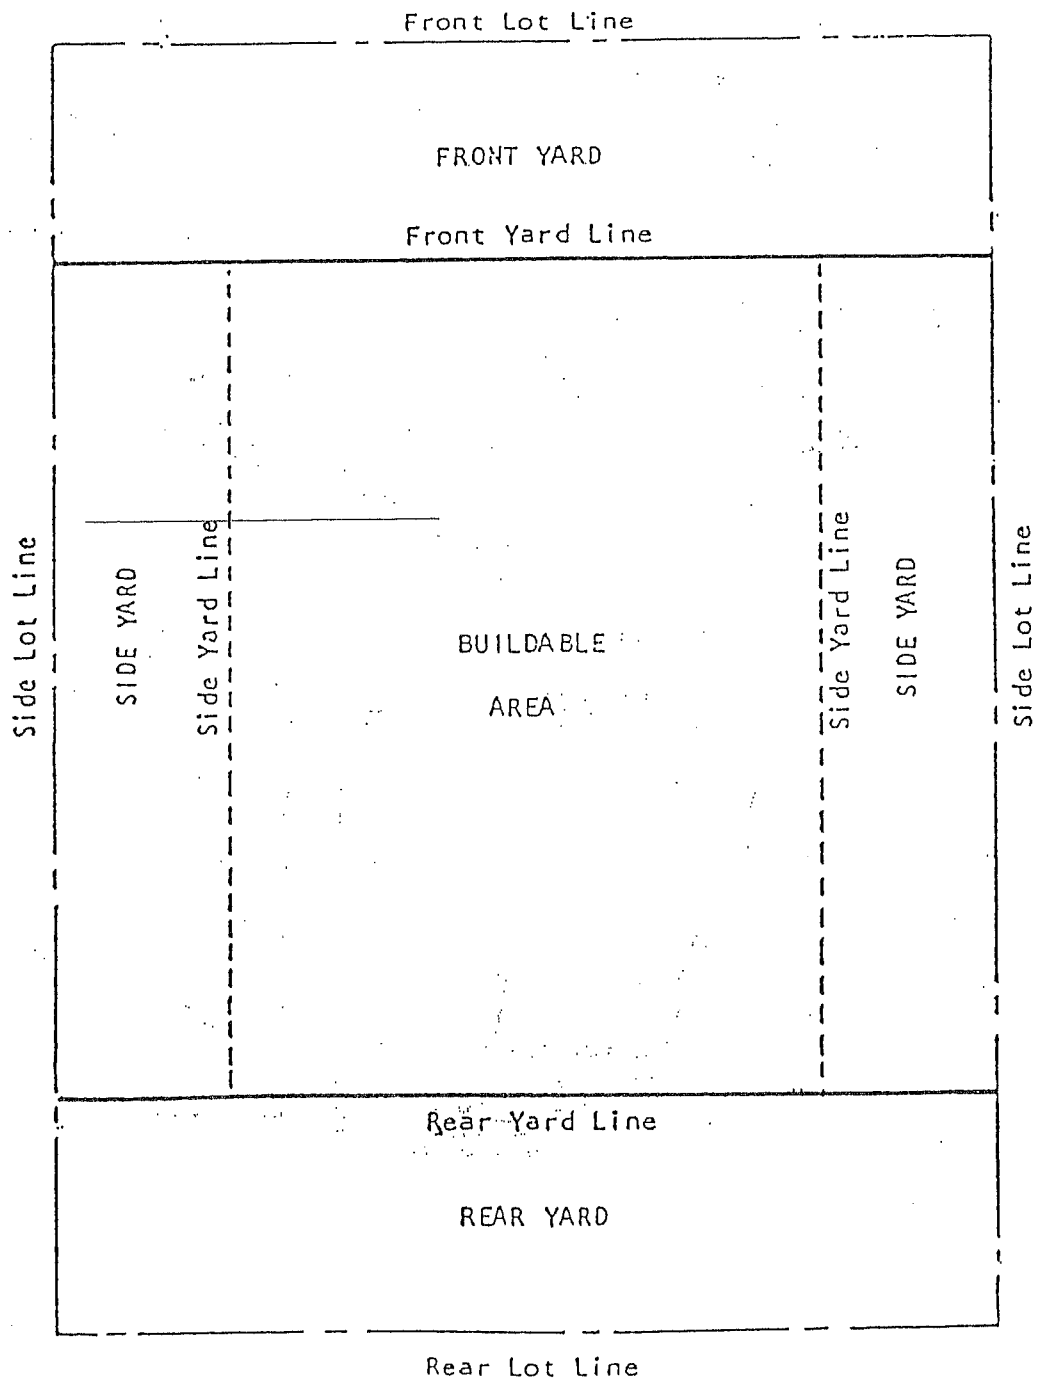 Front Lot Line
FRONT YARD
Front Yard Line
Side Lot Line
SIDE YARD
Side Yard Line
BUILDABLE
AREA
Side Yard Line
SIDE YARD
Side Lot Line
Rear Yard Line
REAR YARD
Rear Lot Line